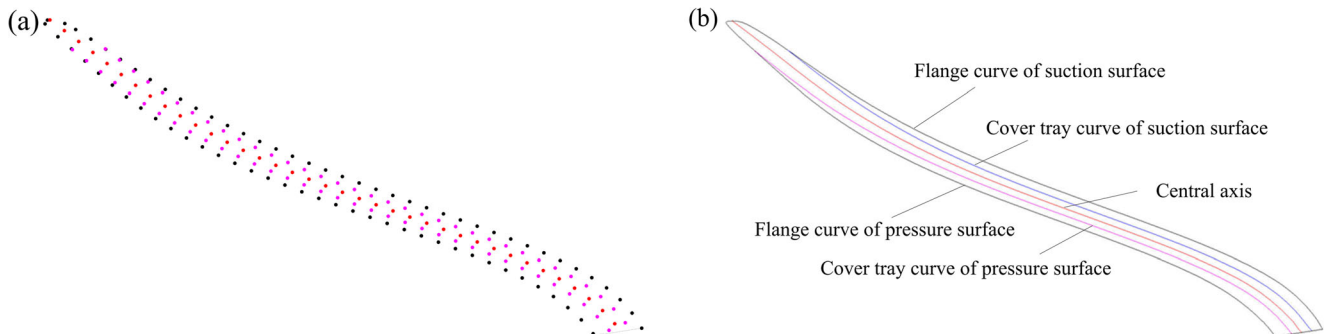 (a)
(b)
Flange curve of suction surface
Cover tray curve of suction surface
Central axis
Flange curve of pressure surface
Cover tray curve of pressure surface